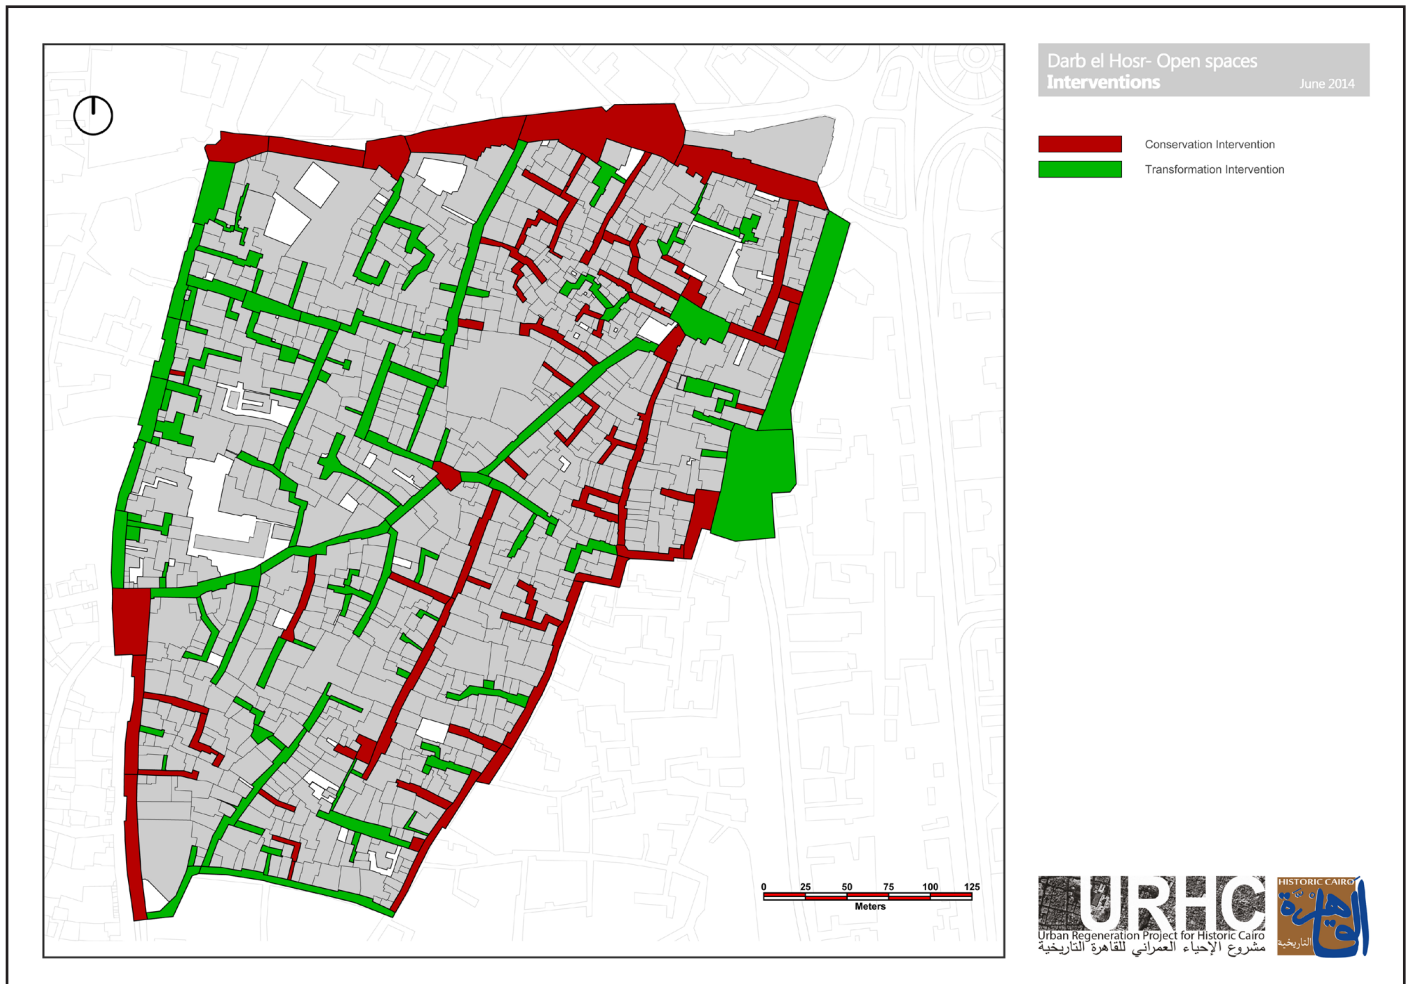 Darb el Hosr- Open spaces
Interventions
June 2014
Conservation Intervention
Transformation Intervention
0 25 50 75 100 125
Meters
URHC
Urban Regeneration Project for Historic Cairo
مشروع الإحياء العمراني للقاهرة التاريخية
HISTORIC CAIRO
القاهرة
التاريخية